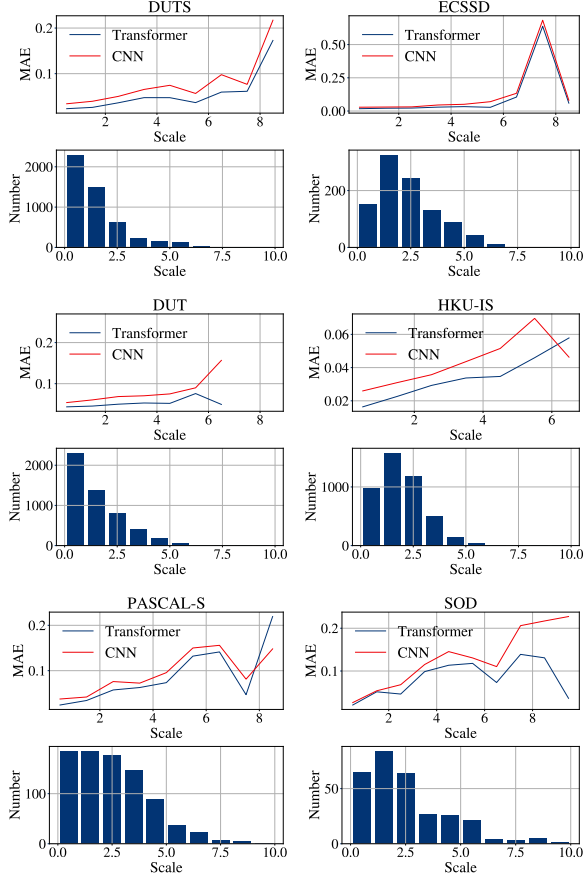 DUTS
ECSSD
MAE
0.2
0.1
Transformer
CNN
2 4 6 8
Scale
MAE
0.50
0.25
0.00
Transformer
CNN
2 4 6 8
Scale
Number
2000
1000
0
0.0 2.5 5.0 7.5 10.0
Scale
Number
200
0
0.0 2.5 5.0 7.5 10.0
Scale
DUT
HKU-IS
MAE
0.2
0.1
Transformer
CNN
2 4 6 8
Scale
MAE
0.06
0.04
0.02
Transformer
CNN
2 4 6
Scale
Number
2000
1000
0
0.0 2.5 5.0 7.5 10.0
Scale
Number
1000
0
0.0 2.5 5.0 7.5 10.0
Scale
PASCAL-S
SOD
MAE
0.2
0.1
Transformer
CNN
2 4 6 8
Scale
MAE
0.2
0.1
Transformer
CNN
2 4 6 8
Scale
Number
100
0
0.0 2.5 5.0 7.5 10.0
Scale
Number
50
0
0.0 2.5 5.0 7.5 10.0
Scale